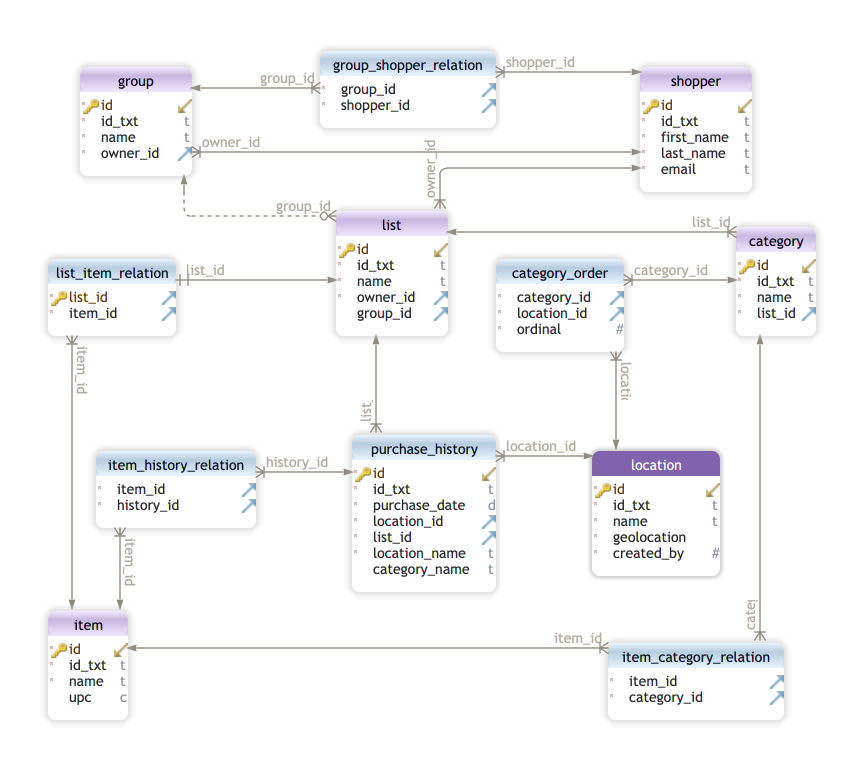 group_shopper_relation
group_id
shopper_id
group
id
id_txt t
name t
owner_id
shopper
id
id_txt t
first_name t
last_name t
email t
group_id
shopper_id
owner_id
owner_id
group_id
list
id
id_txt t
name t
owner_id
group_id
list_id
category
id
id_txt t
name t
list_id
list_item_relation
list_id
item_id
list_id
category_order
category_id
location_id
ordinal #
category_id
item_id
purchase_history
id
id_txt t
purchase_date d
location_id
list_id
location_name t
category_name t
location_id
item_history_relation
item_id
history_id
history_id
location
id
id_txt t
name t
geolocation
created_by #
item_id
item
id
id_txt t
name t
upc c
item_id
item_category_relation
item_id
category_id